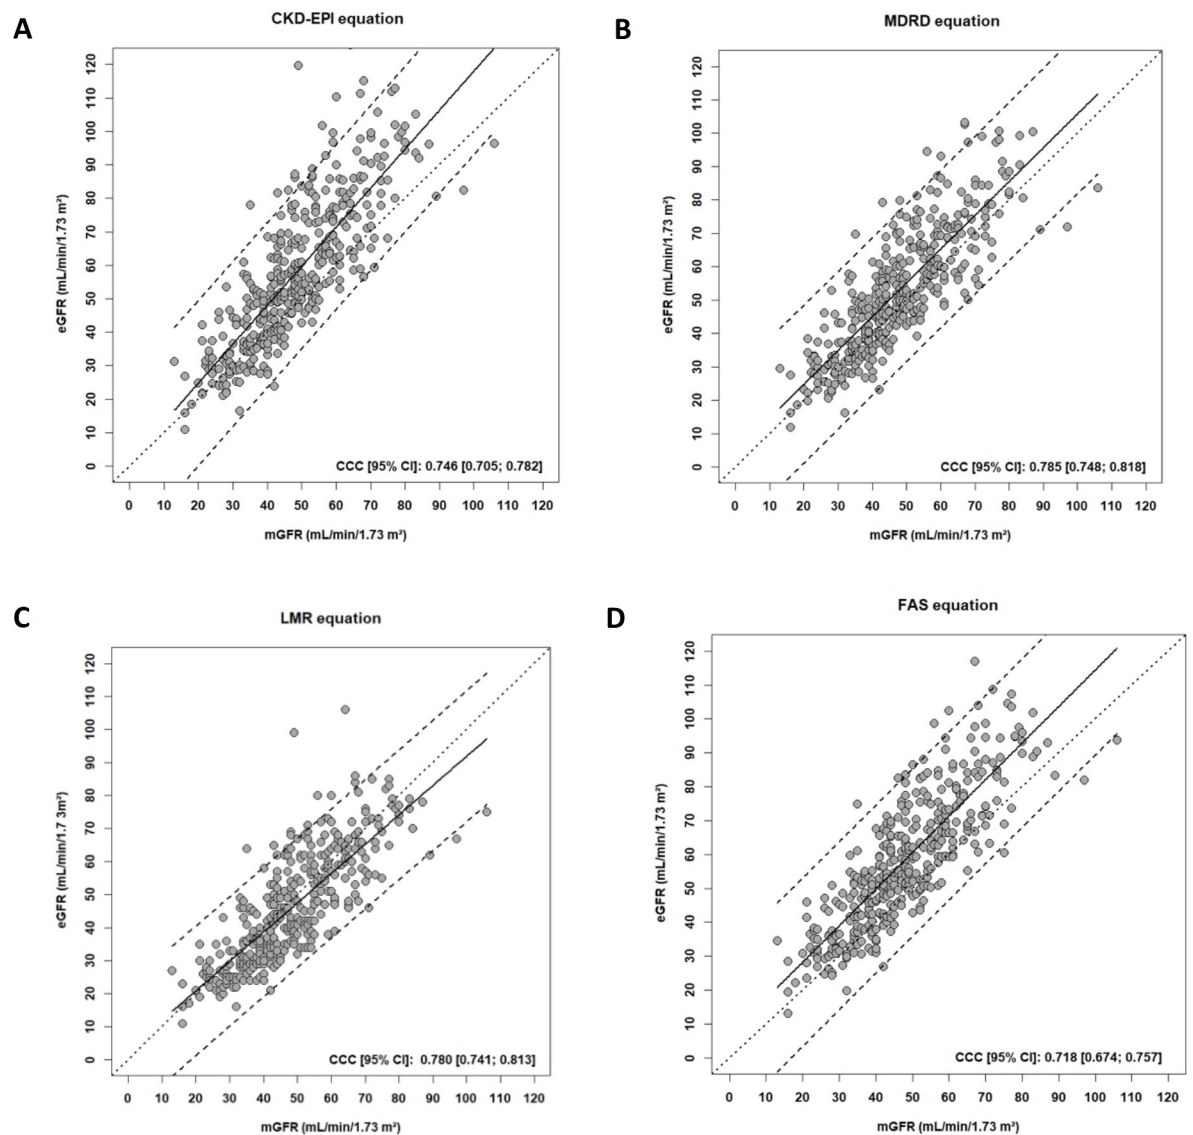 A
CKD-EPI equation
eGFR (mL/min/1.73 m²)
120
110
100
90
80
70
60
50
40
30
20
10
0
CCC [95% CI]: 0.746 [0.705; 0.782]
0 10 20 30 40 50 60 70 80 90 100 110 120
mGFR (mL/min/1.73 m²)
B
MDRD equation
eGFR (mL/min/1.73 m²)
120
110
100
90
80
70
60
50
40
30
20
10
0
CCC [95% CI]: 0.785 [0.748; 0.818]
0 10 20 30 40 50 60 70 80 90 100 110 120
mGFR (mL/min/1.73 m²)
C
LMR equation
eGFR (mL/min/1.7 3m²)
120
110
100
90
80
70
60
50
40
30
20
10
0
CCC [95% CI]: 0.780 [0.741; 0.813]
0 10 20 30 40 50 60 70 80 90 100 110 120
mGFR (mL/min/1.73 m²)
D
FAS equation
eGFR (mL/min/1.73 m²)
120
110
100
90
80
70
60
50
40
30
20
10
0
CCC [95% CI]: 0.718 [0.674; 0.757]
0 10 20 30 40 50 60 70 80 90 100 110 120
mGFR (mL/min/1.73 m²)